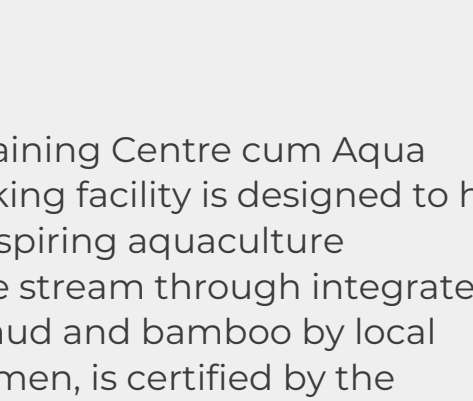 aining Centre cum Aqua
king facility is designed to h
spiring aquaculture
e stream through integrate
aud and bamboo by local
men, is certified by the